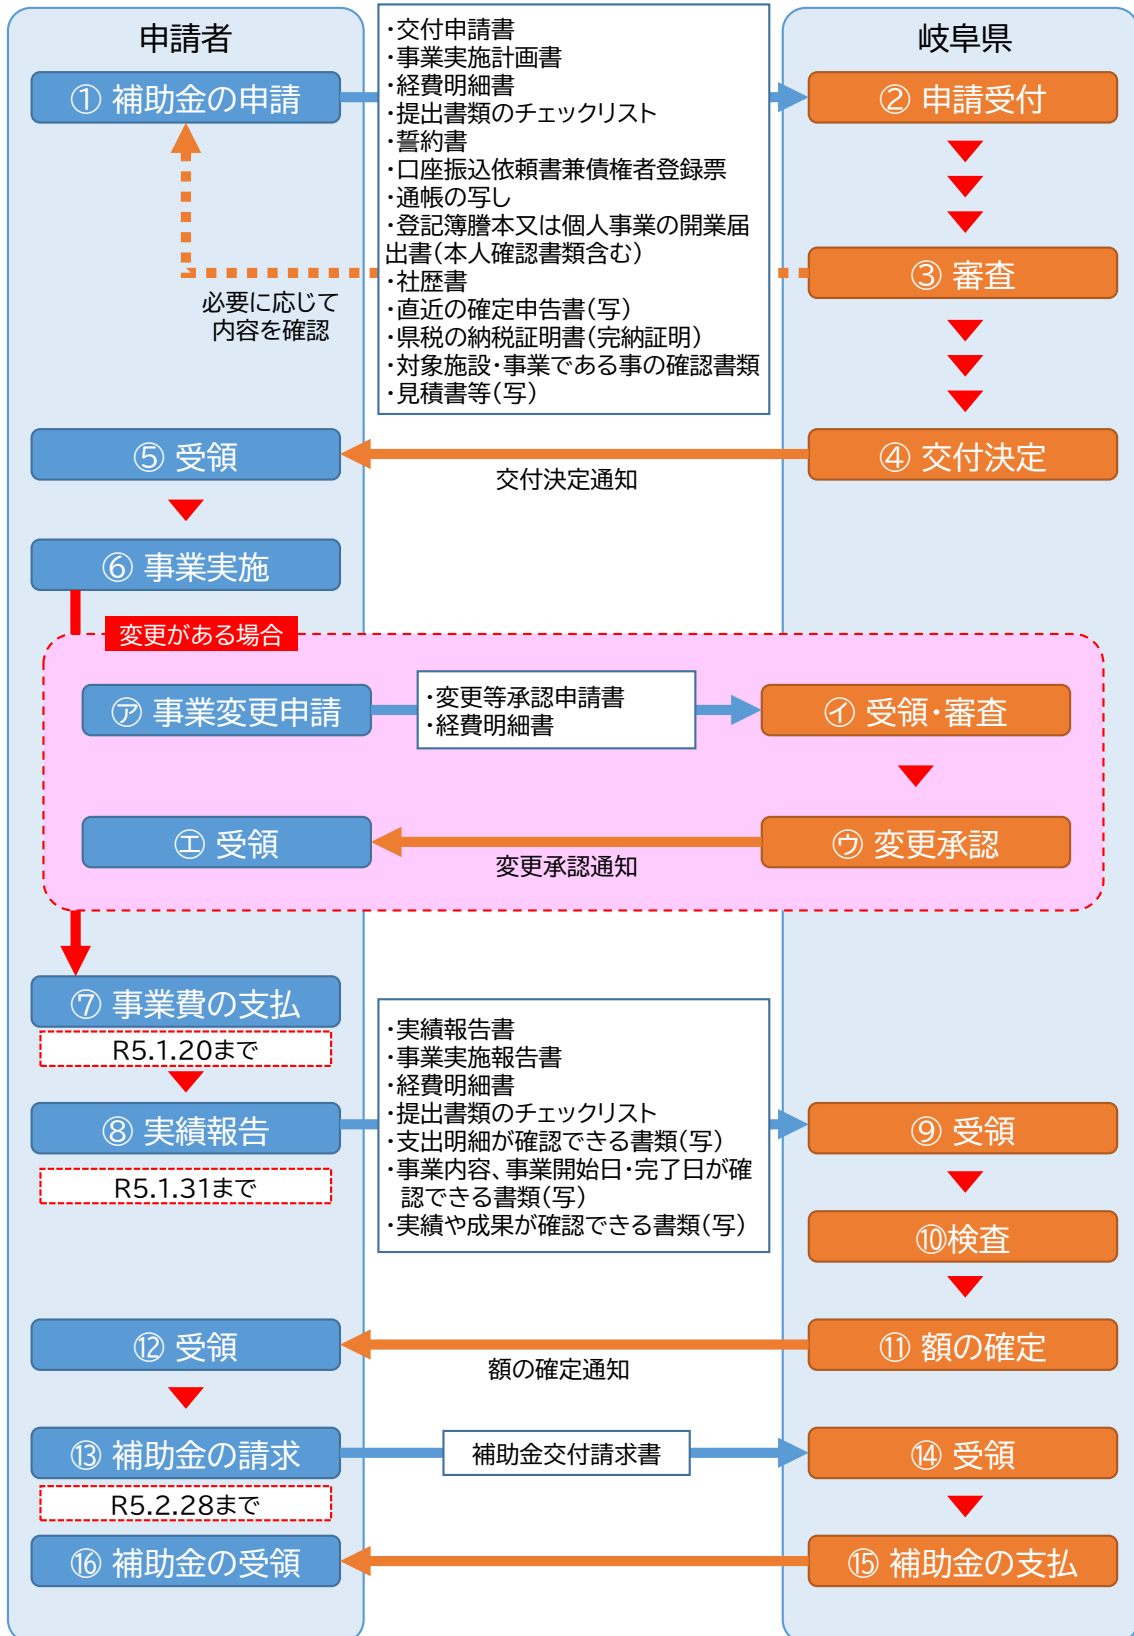 申請者
岐阜県
① 補助金の申請
・交付申請書
・事業実施計画書
・経費明細書
・提出書類のチェックリスト
・誓約書
・口座振込依頼書兼債権者登録票
・通帳の写し
・登記簿謄本又は個人事業の開業届
出書(本人確認書類含む)
・社歴書
・直近の確定申告書(写)
・県税の納税証明書(完納証明)
・対象施設・事業である事の確認書類
・見積書等(写)
② 申請受付
③ 審査
必要に応じて
内容を確認
④ 交付決定
交付決定通知
⑤ 受領
⑥ 事業実施
変更がある場合
㋐ 事業変更申請
・変更等承認申請書
・経費明細書
㋑ 受領・審査
㋒ 変更承認
変更承認通知
㋓ 受領
⑦ 事業費の支払
R5.1.20まで
⑧ 実績報告
R5.1.31まで
・実績報告書
・事業実施報告書
・経費明細書
・提出書類のチェックリスト
・支出明細が確認できる書類(写)
・事業内容、事業開始日・完了日が確
認できる書類(写)
・実績や成果が確認できる書類(写)
⑨ 受領
⑩検査
⑪ 額の確定
額の確定通知
⑫ 受領
⑬ 補助金の請求
R5.2.28まで
補助金交付請求書
⑭ 受領
⑮ 補助金の支払
⑯ 補助金の受領